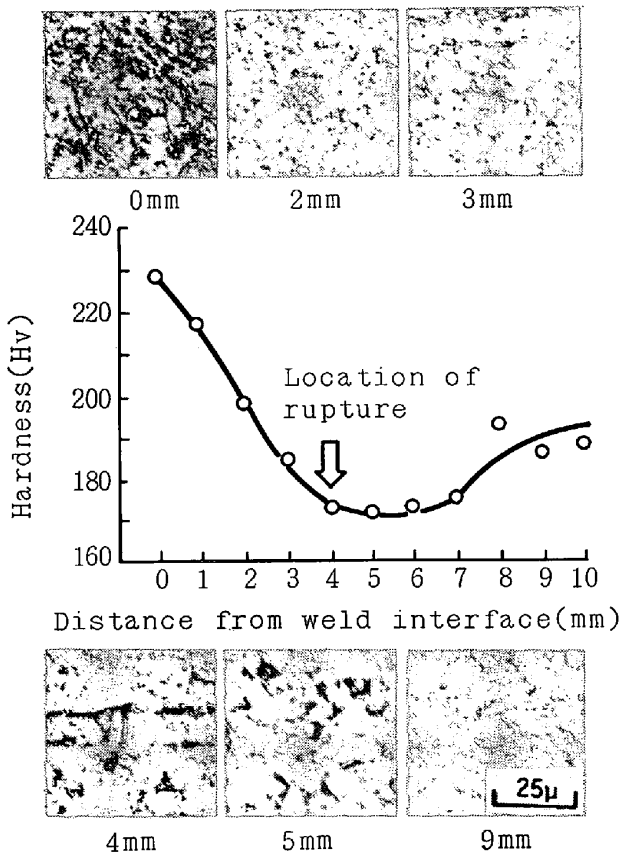 0mm 2mm 3mm
240
220
200
180
160
Hardness(Hv)
Location of
rupture
0 1 2 3 4 5 6 7 8 9 10
Distance from weld interface(mm)
25μ
4mm 5mm 9mm